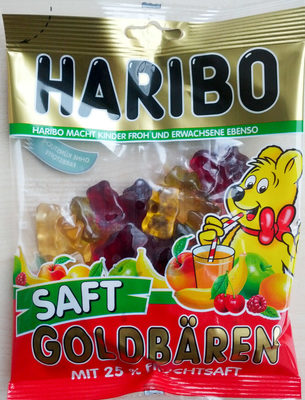 HARIBO
HARIBO MACHT KINDER FROH UND ERWACHSENE EBENSO
SAFT
GOLDBÄREN
MIT 25 % FRUCHTSAFT